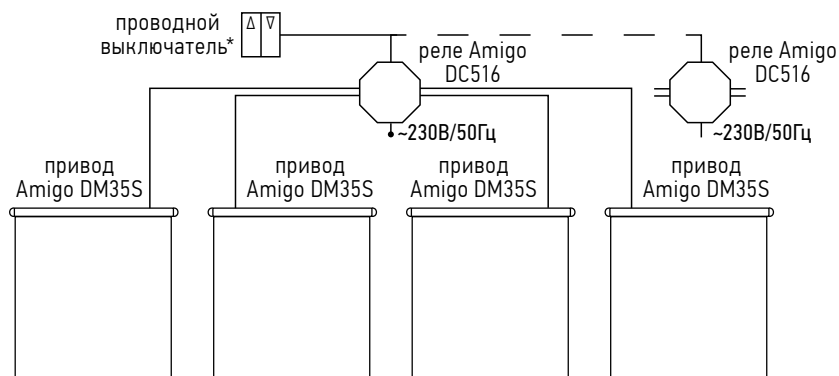 проводной
выключатель*
реле Amigo
DC516
реле Amigo
DC516
~230В/50Гц
~230В/50Гц
привод
Amigo DM35S
привод
Amigo DM35S
привод
Amigo DM35S
привод
Amigo DM35S